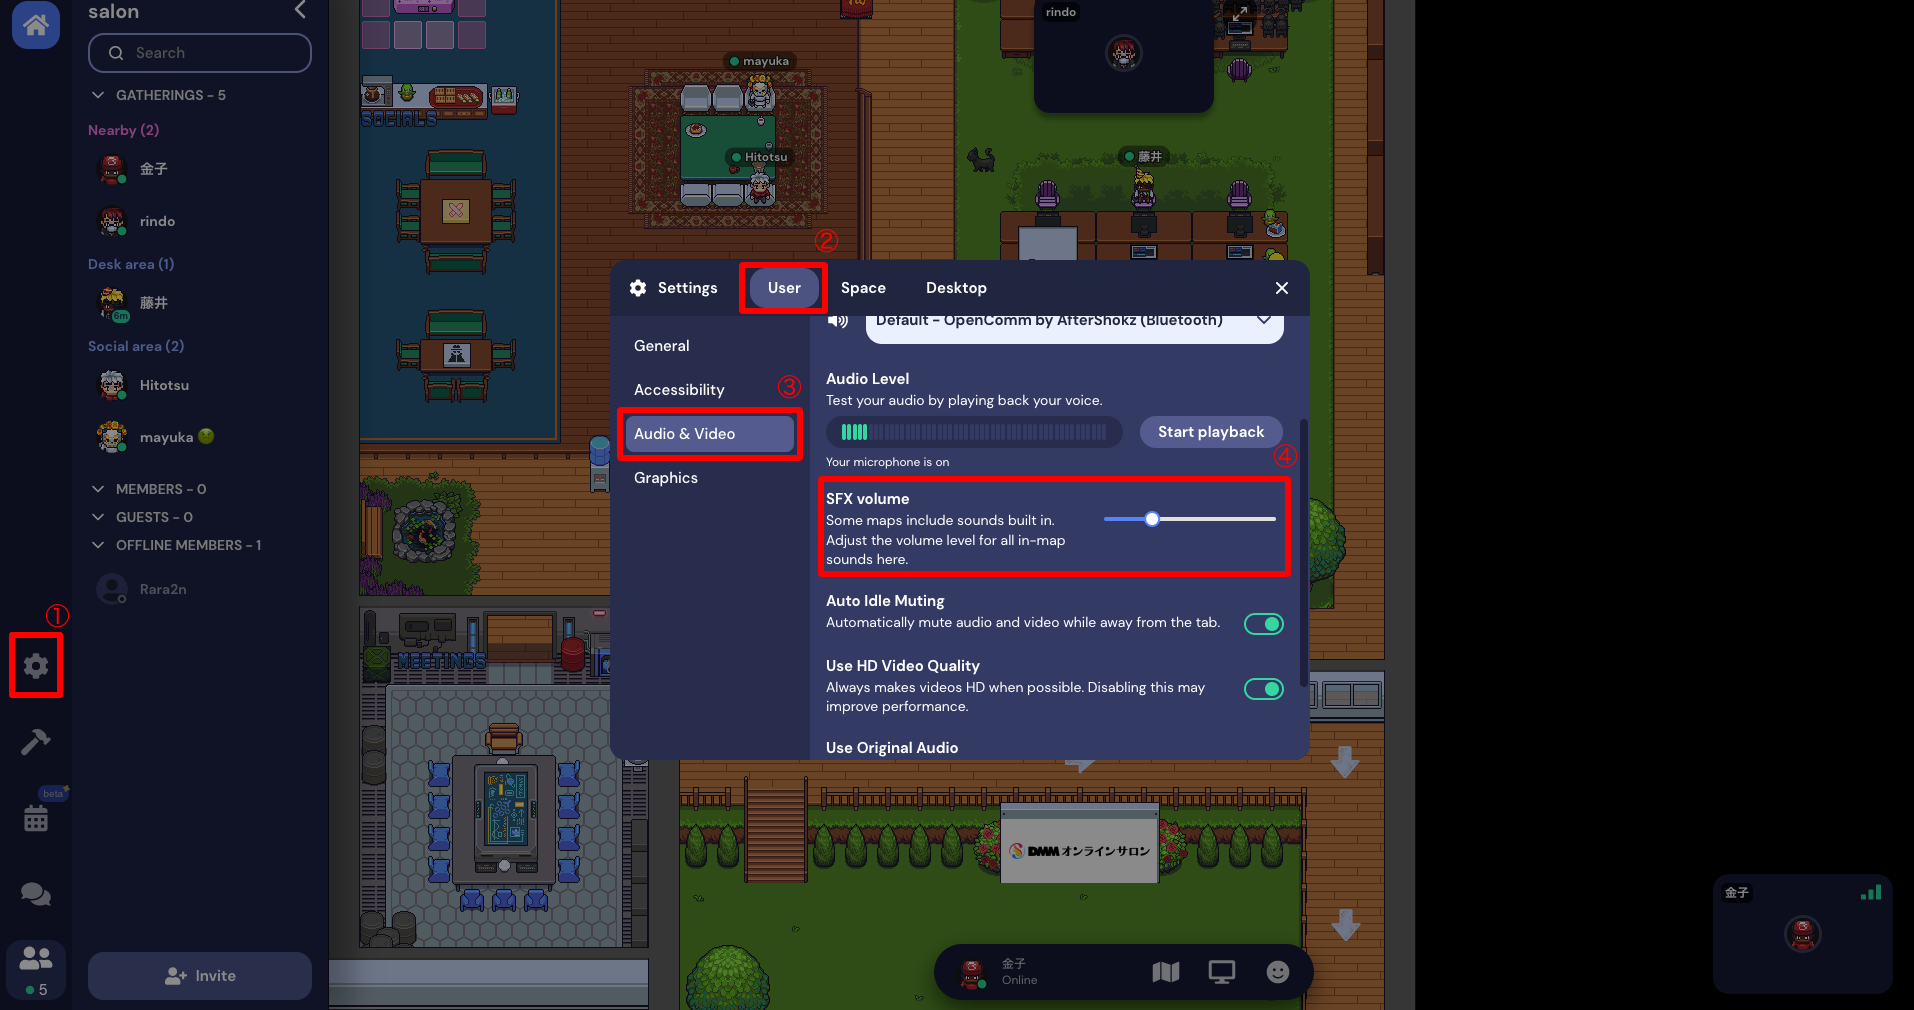 salon
Search
GATHERINGS - 5
Nearby (2)
金子
rindo
Desk area (1)
藤井
6m
Social area (2)
Hitotsu
mayuka
MEMBERS - 0
GUESTS - 0
OFFLINE MEMBERS - 1
Rara2n
①
beta
5
Invite
SOCIALS
mayuka
Hitotsu
rindo
藤井
②
Settings
User
Space
Desktop
General
Accessibility
③
Audio & Video
Graphics
Default - OpenComm by AfterShokz (Bluetooth)
Audio Level
Test your audio by playing back your voice.
Start playback
Your microphone is on
④
SFX volume
Some maps include sounds built in.
Adjust the volume level for all in-map
sounds here.
Auto Idle Muting
Automatically mute audio and video while away from the tab.
Use HD Video Quality
Always makes videos HD when possible. Disabling this may
improve performance.
Use Original Audio
MEETINGS
DMM オンラインサロン
金子
Online
金子